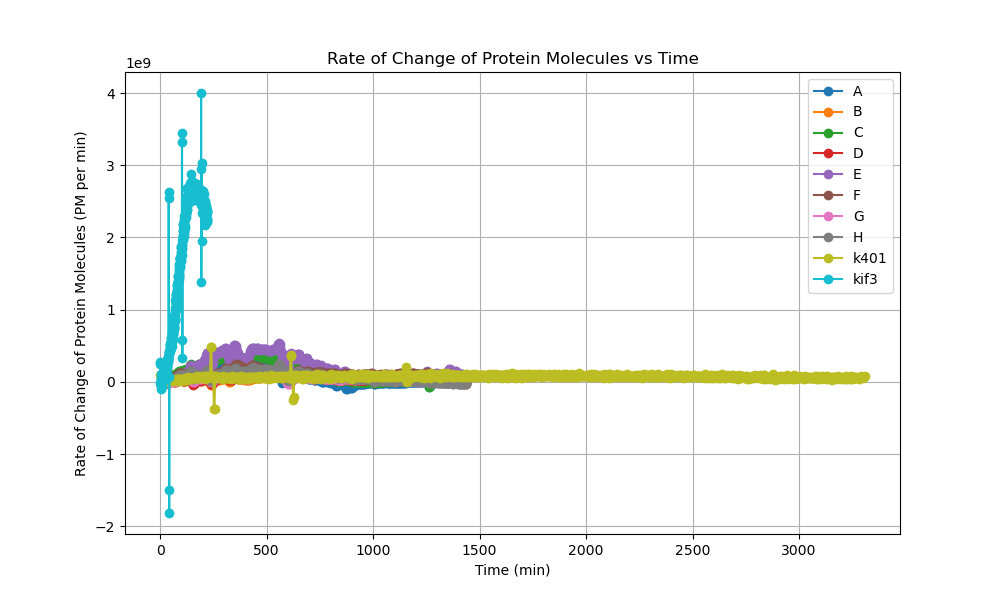 Rate of Change of Protein Molecules vs Time
1e9
4
3
2
1
0
−1
−2
Rate of Change of Protein Molecules (PM per min)
0 500 1000 1500 2000 2500 3000
Time (min)
A
B
C
D
E
F
G
H
k401
kif3